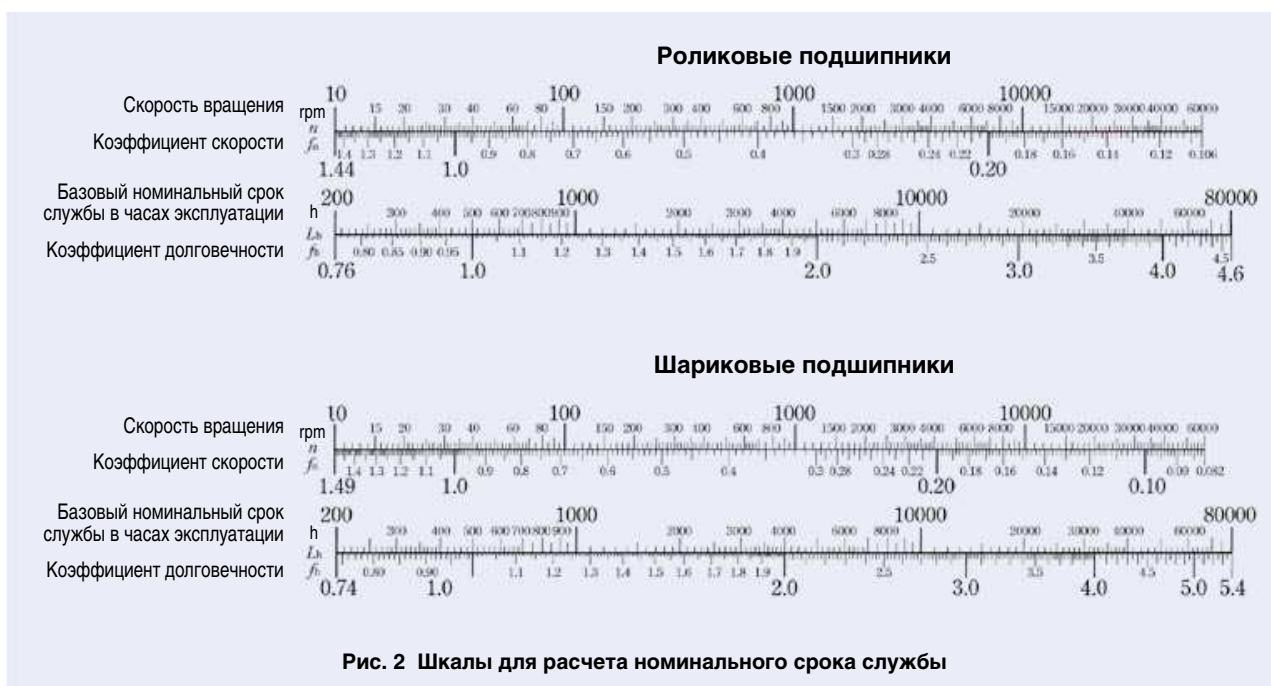 Роликовые подшипники
Скорость вращения rpm 10 15 20 30 40 60 80 100 150 200 300 400 600 800 1000 1500 2000 3000 4000 6000 8000 10000 15000 20000 30000 40000 60000
n
Коэффициент скорости fn 1.44 1.4 1.3 1.2 1.1 1.0 0.9 0.8 0.7 0.6 0.5 0.4 0.3 0.28 0.24 0.22 0.20 0.18 0.16 0.14 0.12 0.106
Базовый номинальный срок
службы в часах эксплуатации h 200 300 400 500 600 700 800 900 1000 2000 3000 4000 6000 8000 10000 20000 40000 60000 80000
Lh
Коэффициент долговечности fh 0.76 0.80 0.85 0.90 0.95 1.0 1.1 1.2 1.3 1.4 1.5 1.6 1.7 1.8 1.9 2.0 2.5 3.0 3.5 4.0 4.5 4.6
Шариковые подшипники
Скорость вращения rpm 10 15 20 30 40 60 80 100 150 200 300 400 600 800 1000 1500 2000 3000 4000 6000 8000 10000 15000 20000 30000 40000 60000
n
Коэффициент скорости fn 1.49 1.4 1.3 1.2 1.1 1.0 0.9 0.8 0.7 0.6 0.5 0.4 0.3 0.28 0.24 0.22 0.20 0.18 0.16 0.14 0.12 0.10 0.09 0.082
Базовый номинальный срок
службы в часах эксплуатации h 200 300 400 500 600 700 800 900 1000 2000 3000 4000 6000 8000 10000 20000 30000 40000 60000 80000
Lh
Коэффициент долговечности fh 0.74 0.80 0.90 1.0 1.1 1.2 1.3 1.4 1.5 1.6 1.7 1.8 1.9 2.0 2.5 3.0 3.5 4.0 4.5 5.0 5.4
Рис. 2 Шкалы для расчета номинального срока службы